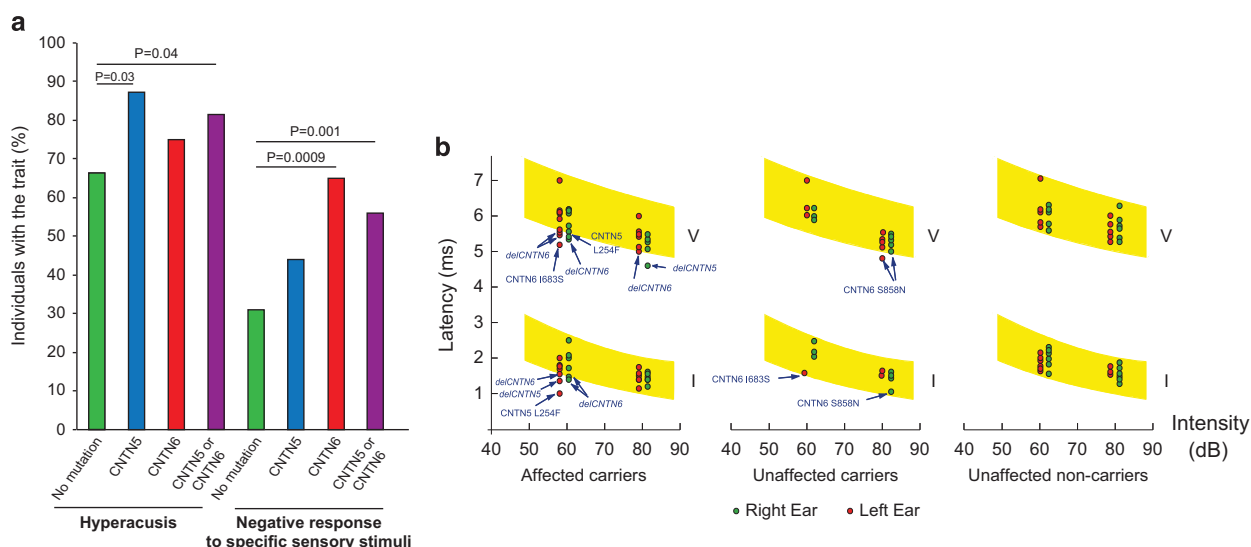 a
100
90
80
70
60
50
40
30
20
10
0
Individuals with the trait (%)
P=0.04
P=0.03
P=0.001
P=0.0009
No mutation
CNTN5
CNTN6
CNTN5 or
CNTN6
No mutation
CNTN5
CNTN6
CNTN5 or
CNTN6
Hyperacusis
Negative response
to specific sensory stimuli
b
Latency (ms)
7
6
5
4
3
2
1
V
V
V
delCNTN6
CNTN6 I683S
CNTN5
L254F
delCNTN6
delCNTN6
delCNTN5
CNTN6 S858N
I
I
I
delCNTN6
delCNTN5
CNTN5 L254F
delCNTN6
CNTN6 I683S
CNTN6 S858N
40 50 60 70 80 90
40 50 60 70 80 90
40 50 60 70 80 90
Intensity
(dB)
Affected carriers
Unaffected carriers
Unaffected non-carriers
Right Ear
Left Ear